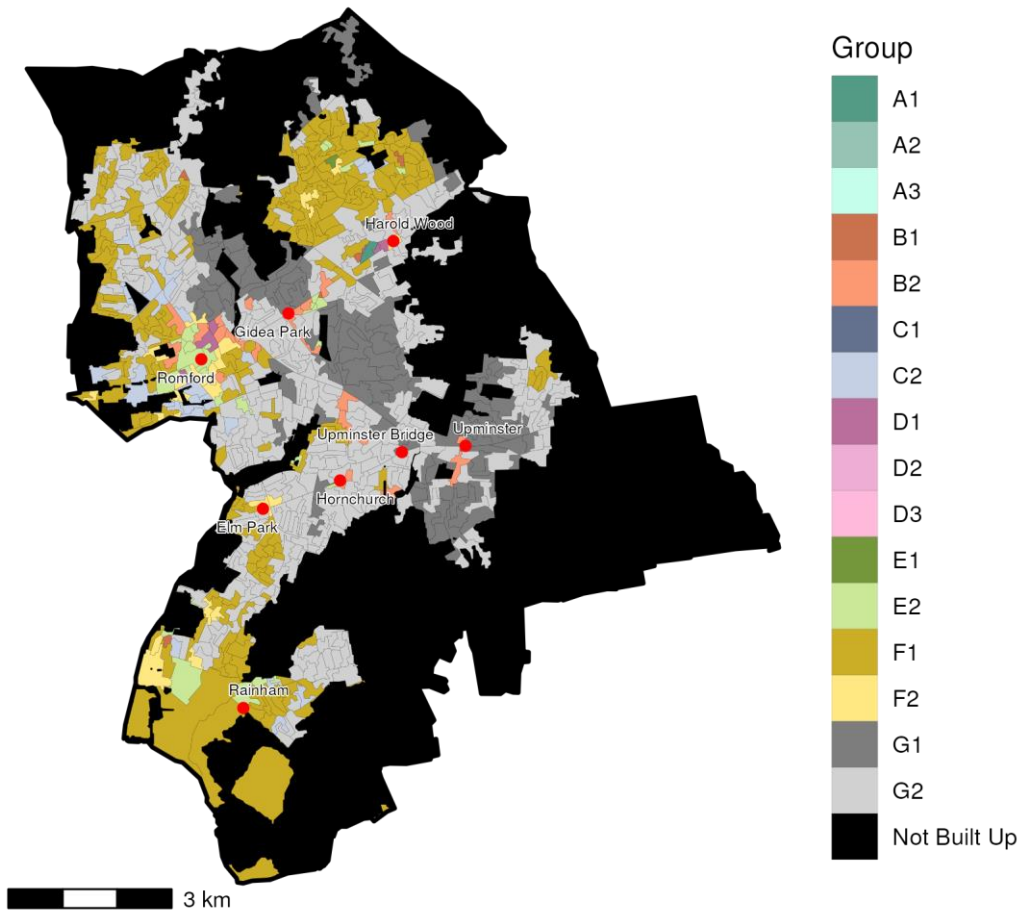 Harold Wood
Gidea Park
Romford
Upminster Bridge
Upminster
Hornchurch
Elm Park
Rainham
3 km
Group
A1
A2
A3
B1
B2
C1
C2
D1
D2
D3
E1
E2
F1
F2
G1
G2
Not Built Up